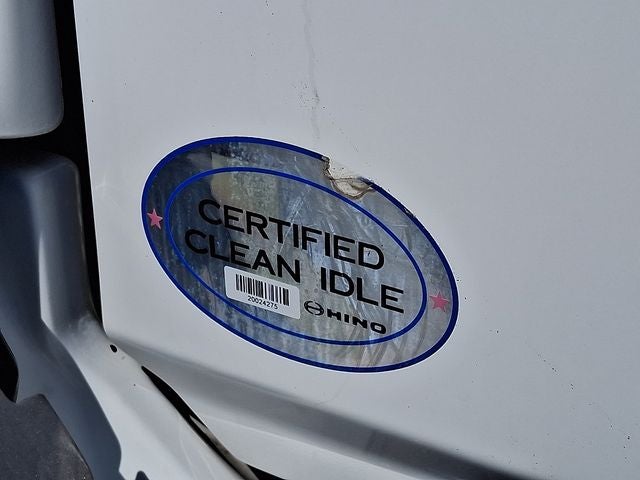 CERTIFIED
CLEAN IDLE
20024275
HINO